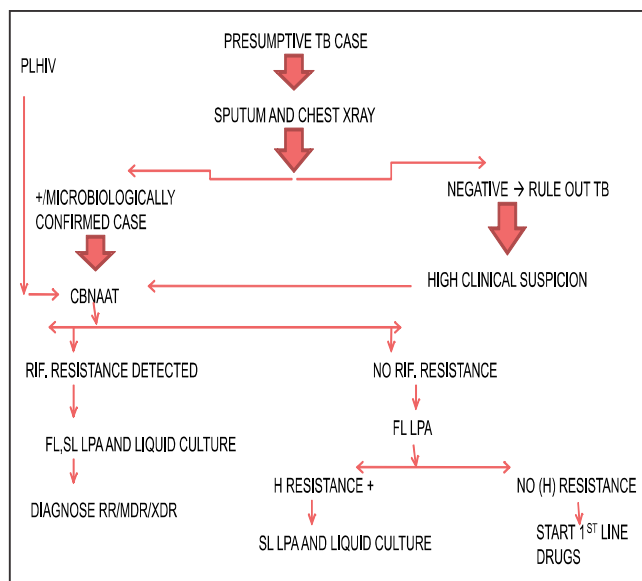 PRESUMPTIVE TB CASE
PLHIV
SPUTUM AND CHEST XRAY
+/MICROBIOLOGICALLY
CONFIRMED CASE
NEGATIVE → RULE OUT TB
HIGH CLINICAL SUSPICION
CBNAAT
RIF. RESISTANCE DETECTED
NO RIF. RESISTANCE
FL LPA
FL,SL LPA AND LIQUID CULTURE
H RESISTANCE +
NO (H) RESISTANCE
DIAGNOSE RR/MDR/XDR
SL LPA AND LIQUID CULTURE
START 1ST LINE
DRUGS